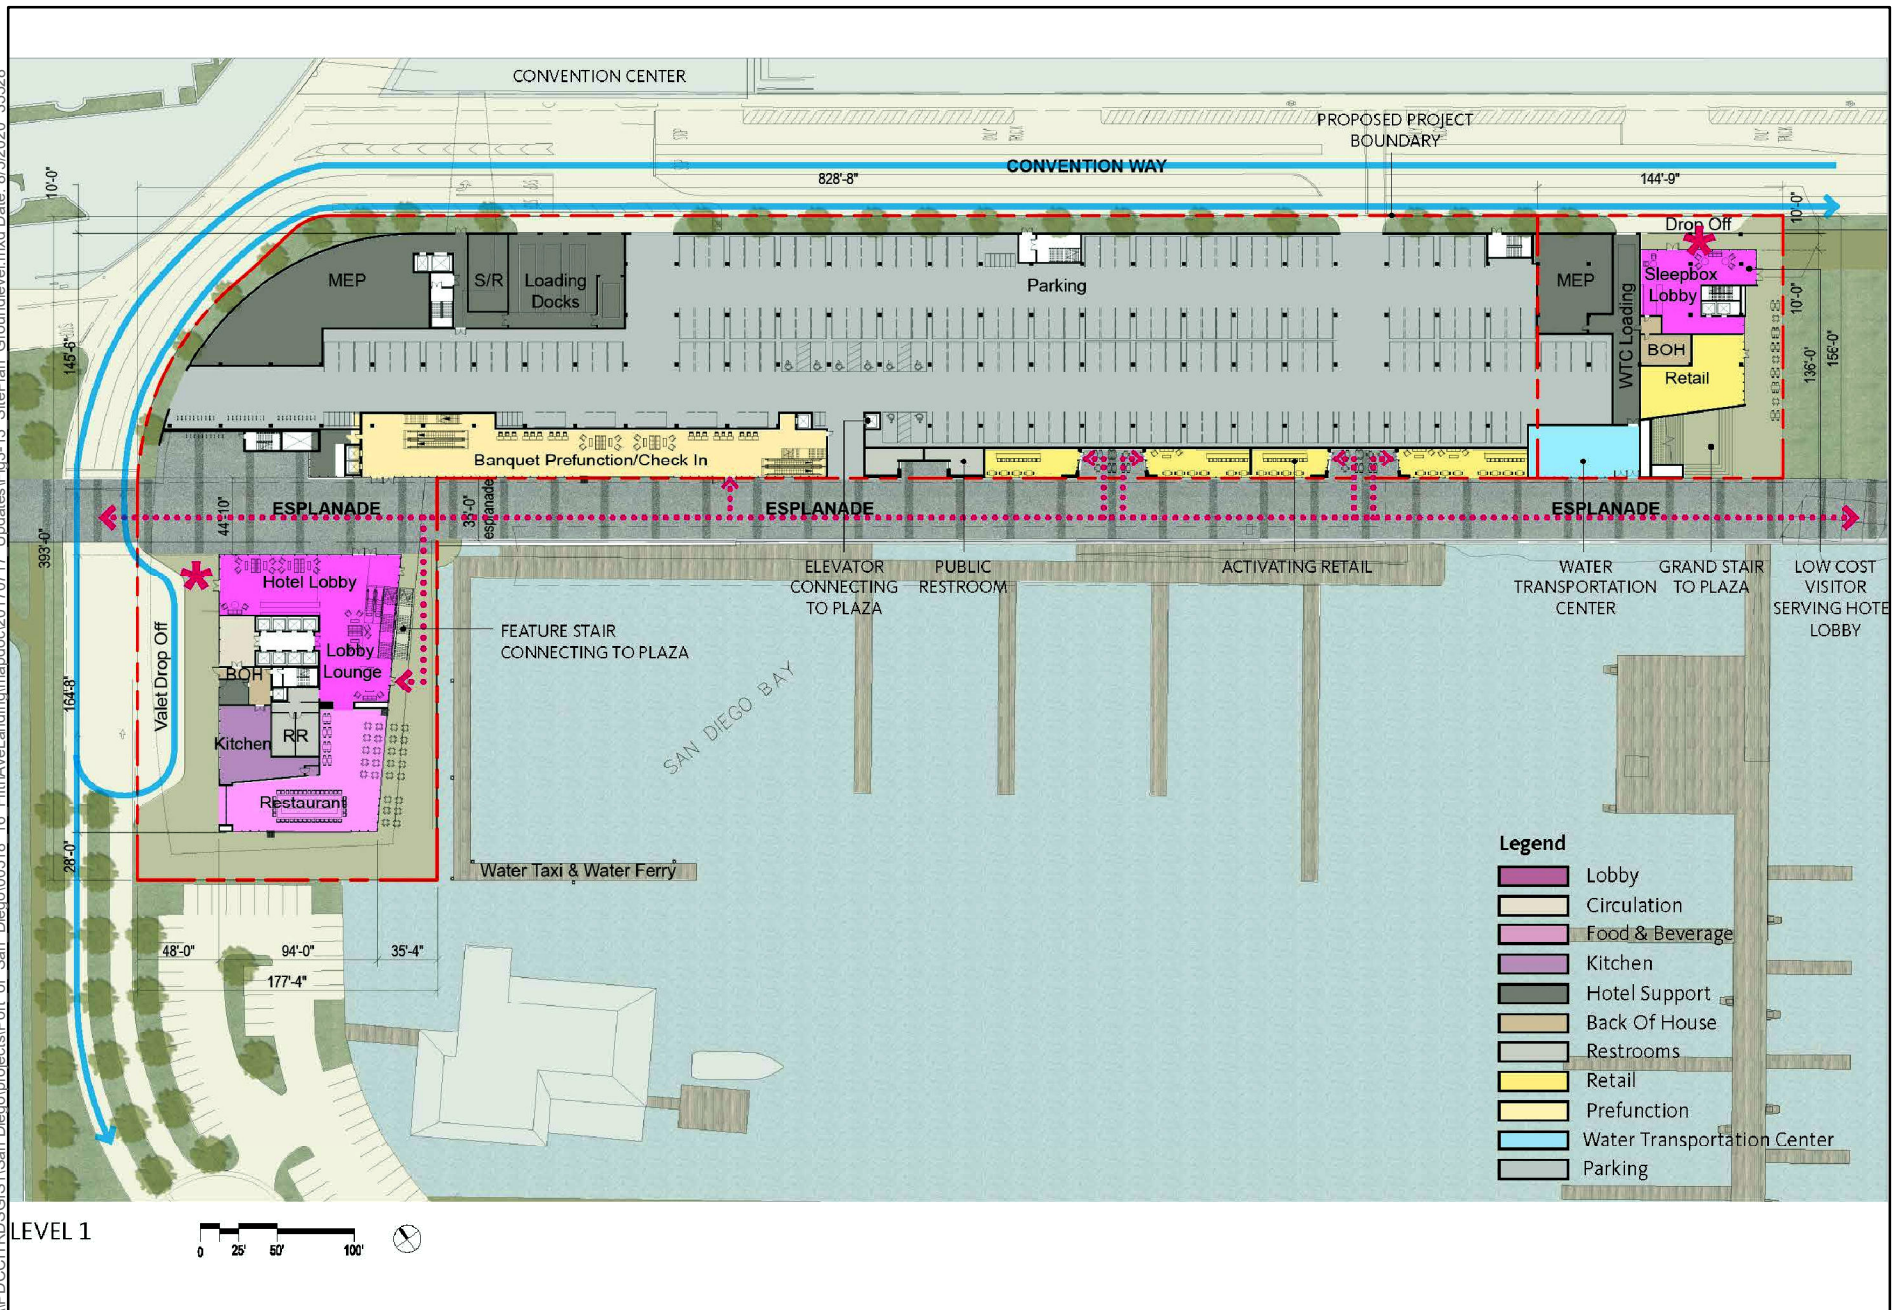 CONVENTION CENTER
PROPOSED PROJECT
BOUNDARY
CONVENTION WAY
828'-8"
144'-9"
10'-0"
10'-0"
Drop Off
MEP
S/R
Loading
Docks
Parking
MEP
WTC Loading
Sleepbox
Lobby
10'-0"
BOH
Retail
136'-0"
156'-0"
145'-6"
Banquet Prefunction/Check In
ESPLANADE
ESPLANADE
ESPLANADE
44'-10"
esplanade
393'-0"
Hotel Lobby
ELEVATOR
CONNECTING
TO PLAZA
PUBLIC
RESTROOM
ACTIVATING RETAIL
WATER
TRANSPORTATION
CENTER
GRAND STAIR
TO PLAZA
LOW COST
VISITOR
SERVING HOTE
LOBBY
FEATURE STAIR
CONNECTING TO PLAZA
Lobby
Lounge
BOH
Valet Drop Off
164'-8"
Kitchen
RR
Restaurant
SAN DIEGO BAY
28'-0"
Water Taxi & Water Ferry
48'-0"
94'-0"
35'-4"
177'-4"
Legend
Lobby
Circulation
Food & Beverage
Kitchen
Hotel Support
Back Of House
Restrooms
Retail
Prefunction
Water Transportation Center
Parking
LEVEL 1
0 25' 50' 100'